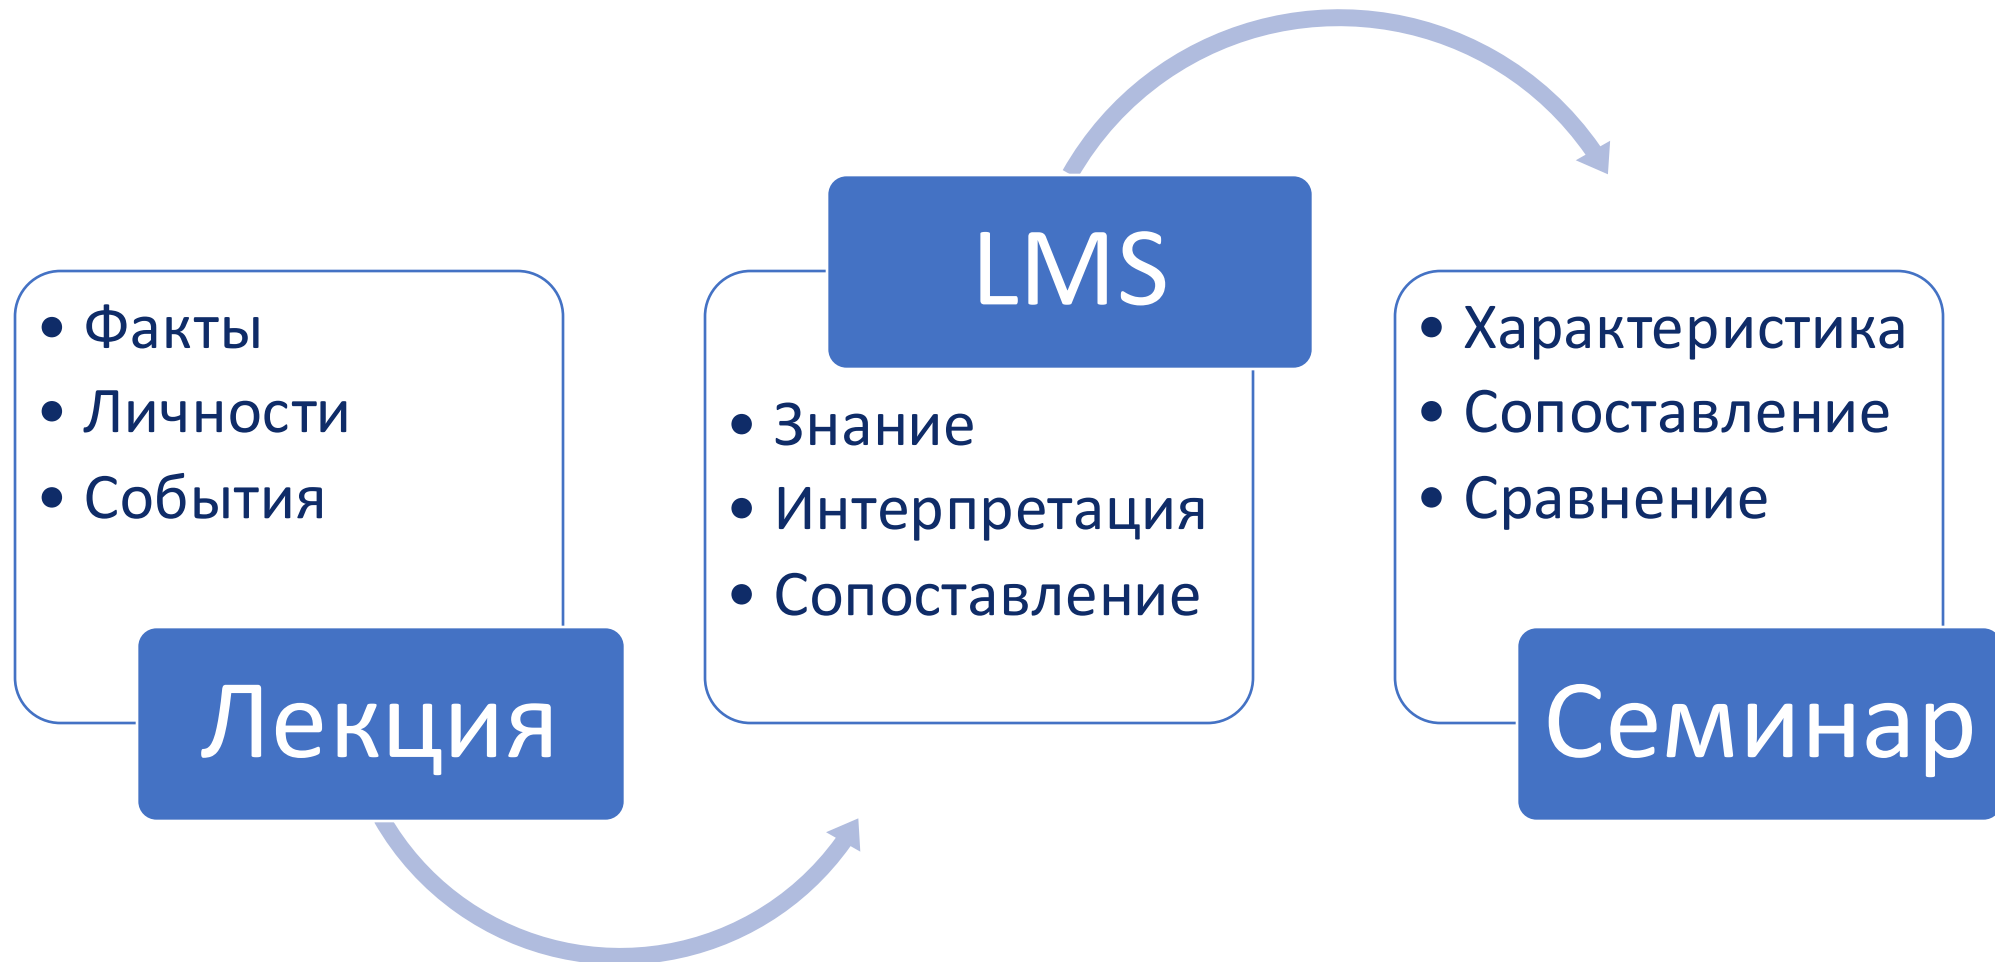 • Факты
• Личности
• События
Лекция
LMS
• Знание
• Интерпретация
• Сопоставление
• Характеристика
• Сопоставление
• Сравнение
Семинар